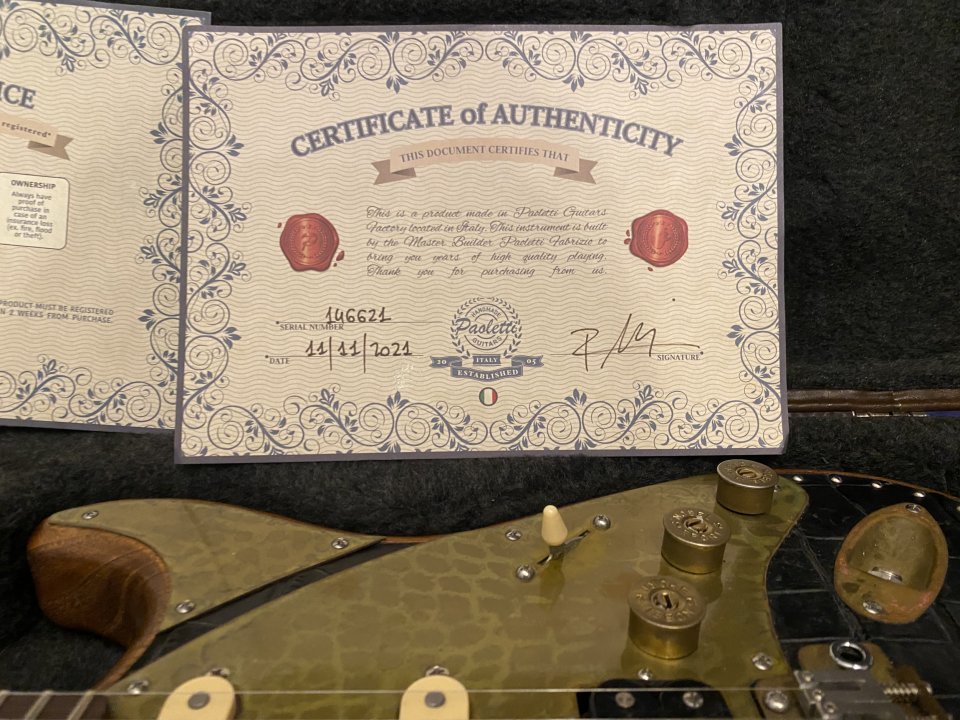 ICE
registered*
OWNERSHIP
Always have
proof of
purchase in
case of an
insurance loss
(ex. fire, flood
or theft).
PRODUCT MUST BE REGISTERED
N 2 WEEKS FROM PURCHASE.
CERTIFICATE of AUTHENTICITY
THIS DOCUMENT CERTIFIES THAT
This is a product made in Paoletti Guitars
Factory located in Italy. This instrument is built
by the Master Builder Paoletti Fabrizio to
bring you years of high quality playing.
Thank you for purchasing from us.
146621
SERIAL NUMBER
DATE 11/11/2021
HANDMADE
Paoletti
GUITARS
20 ITALY 05
ESTABLISHED
SIGNATURE